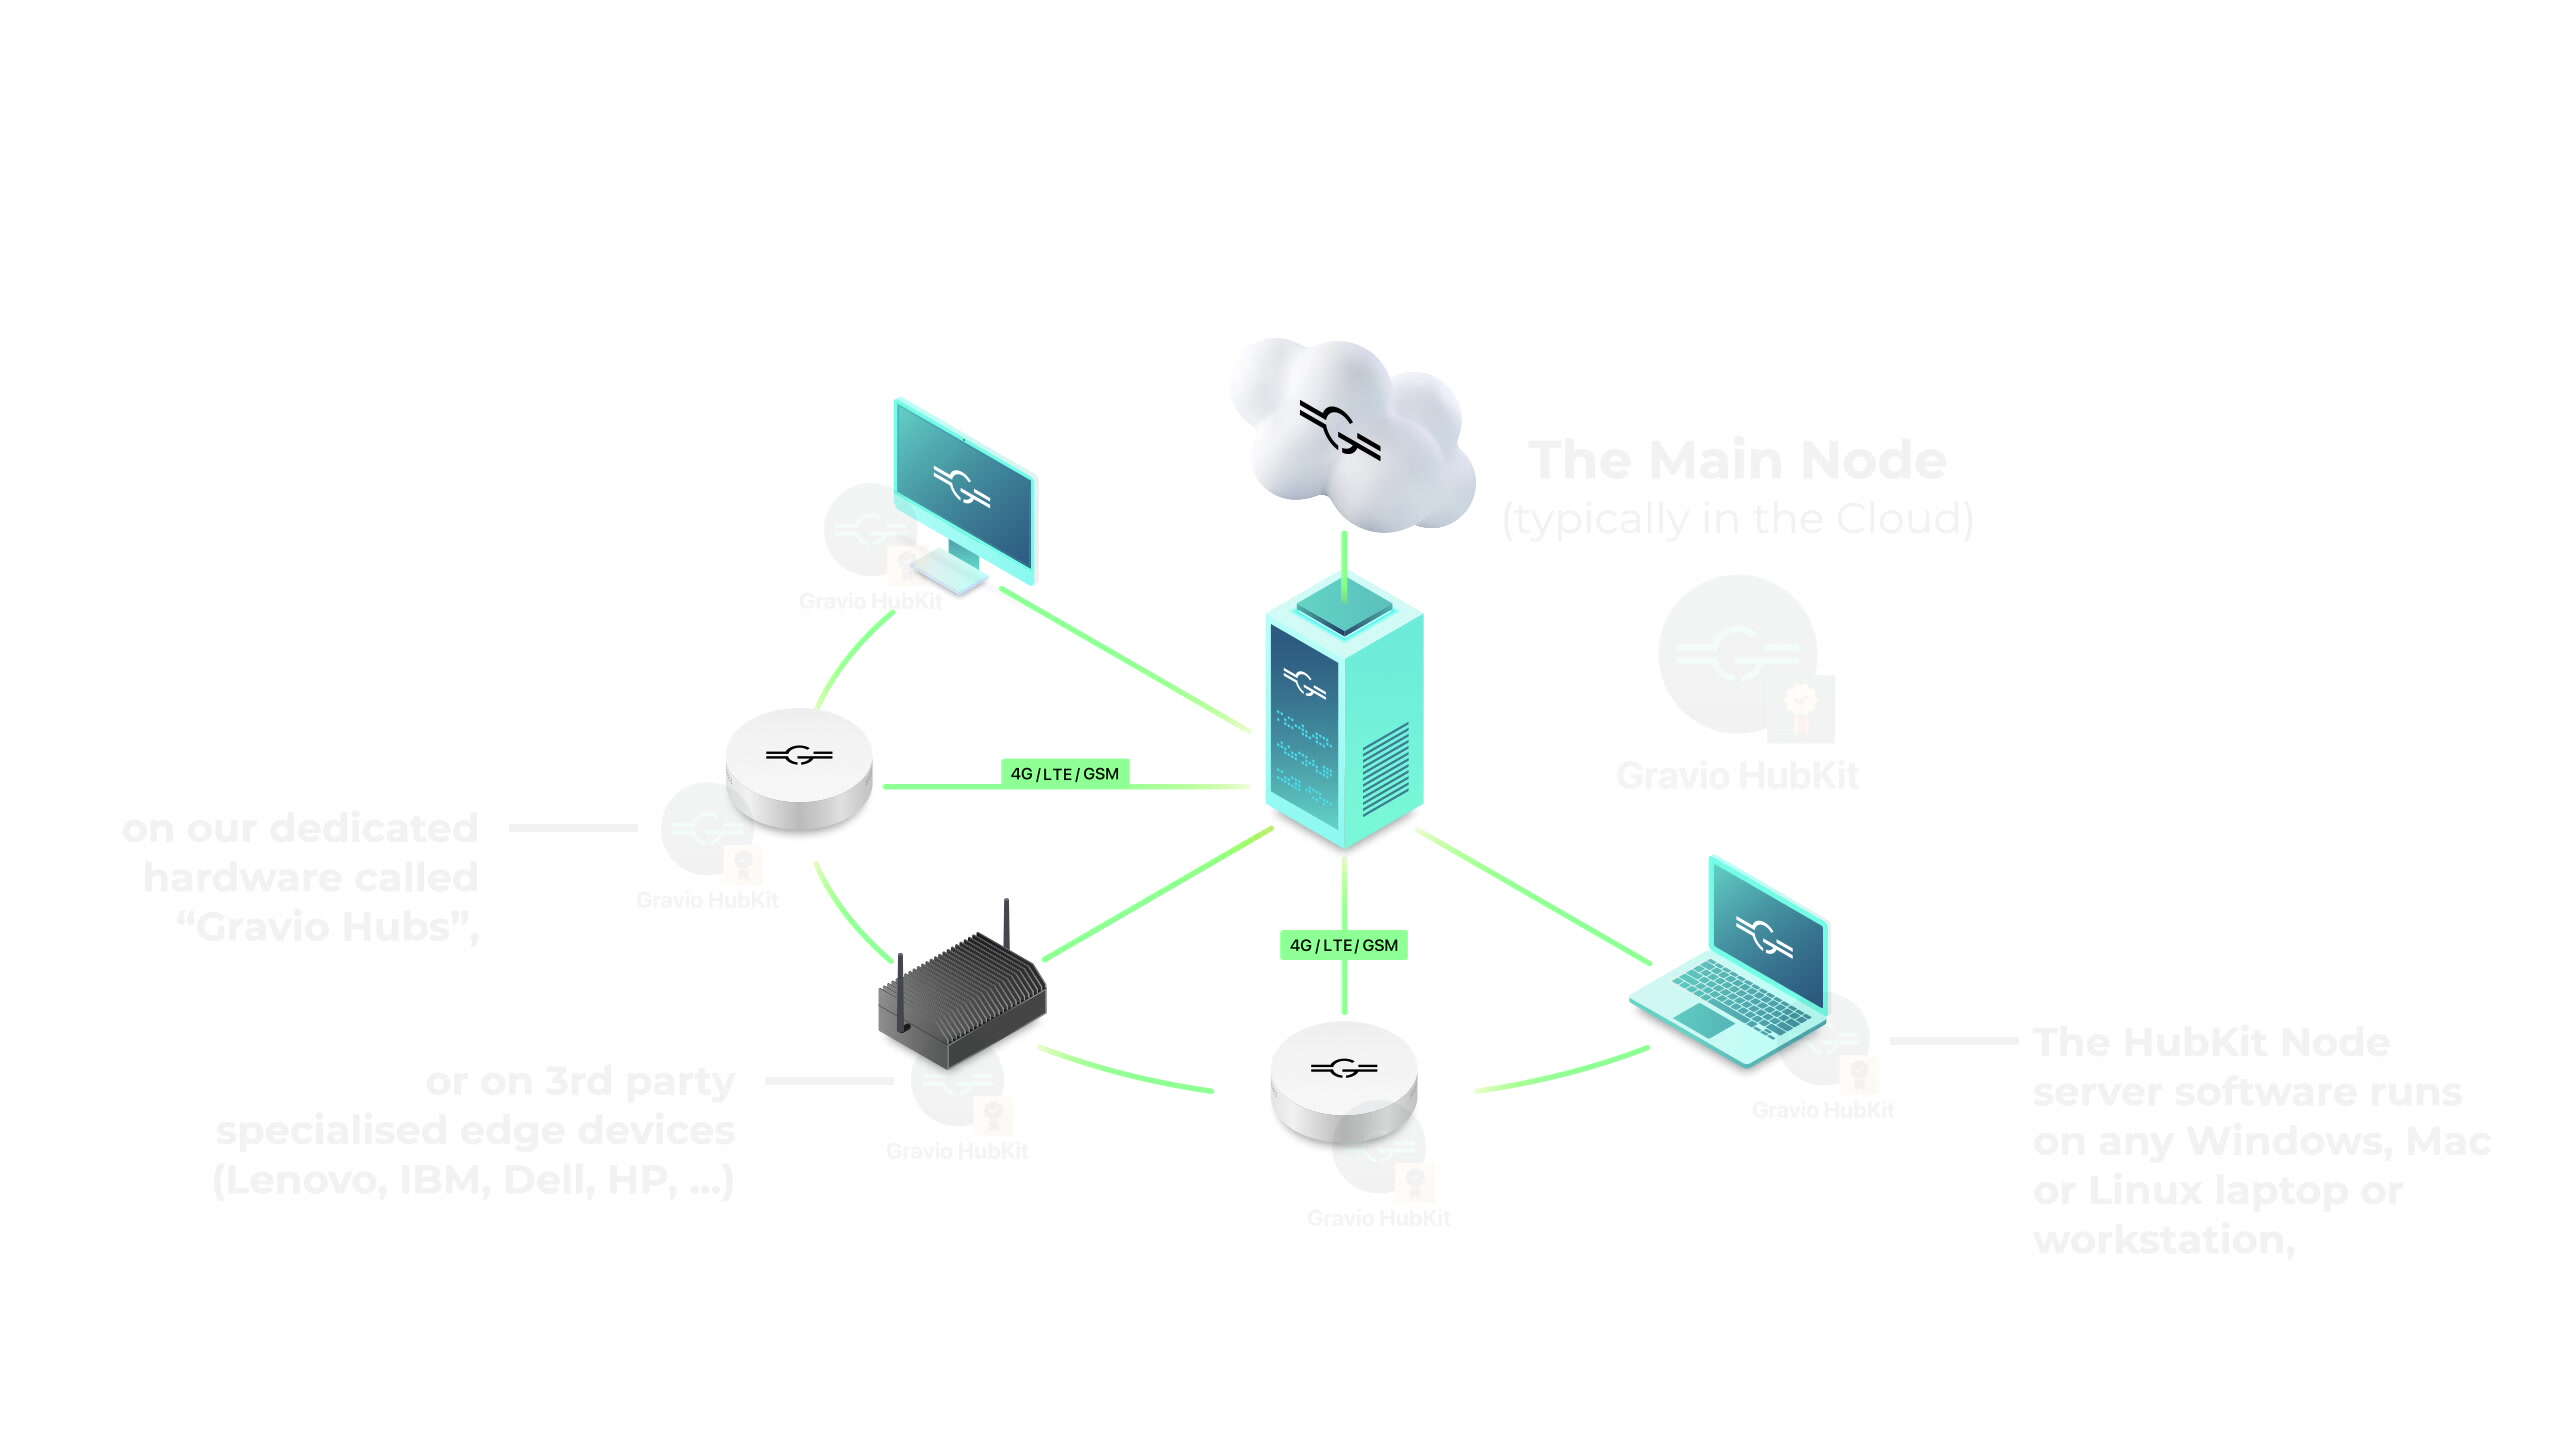 The Main Node
(typically in the Cloud)
Gravio HubKit
Gravio HubKit
4G / LTE / GSM
on our dedicated
hardware called
“Gravio Hubs”,
Gravio HubKit
4G / LTE / GSM
or on 3rd party
specialised edge devices
(Lenovo, IBM, Dell, HP, ...)
Gravio HubKit
Gravio HubKit
Gravio HubKit
The HubKit Node
server software runs
on any Windows, Mac
or Linux laptop or
workstation,